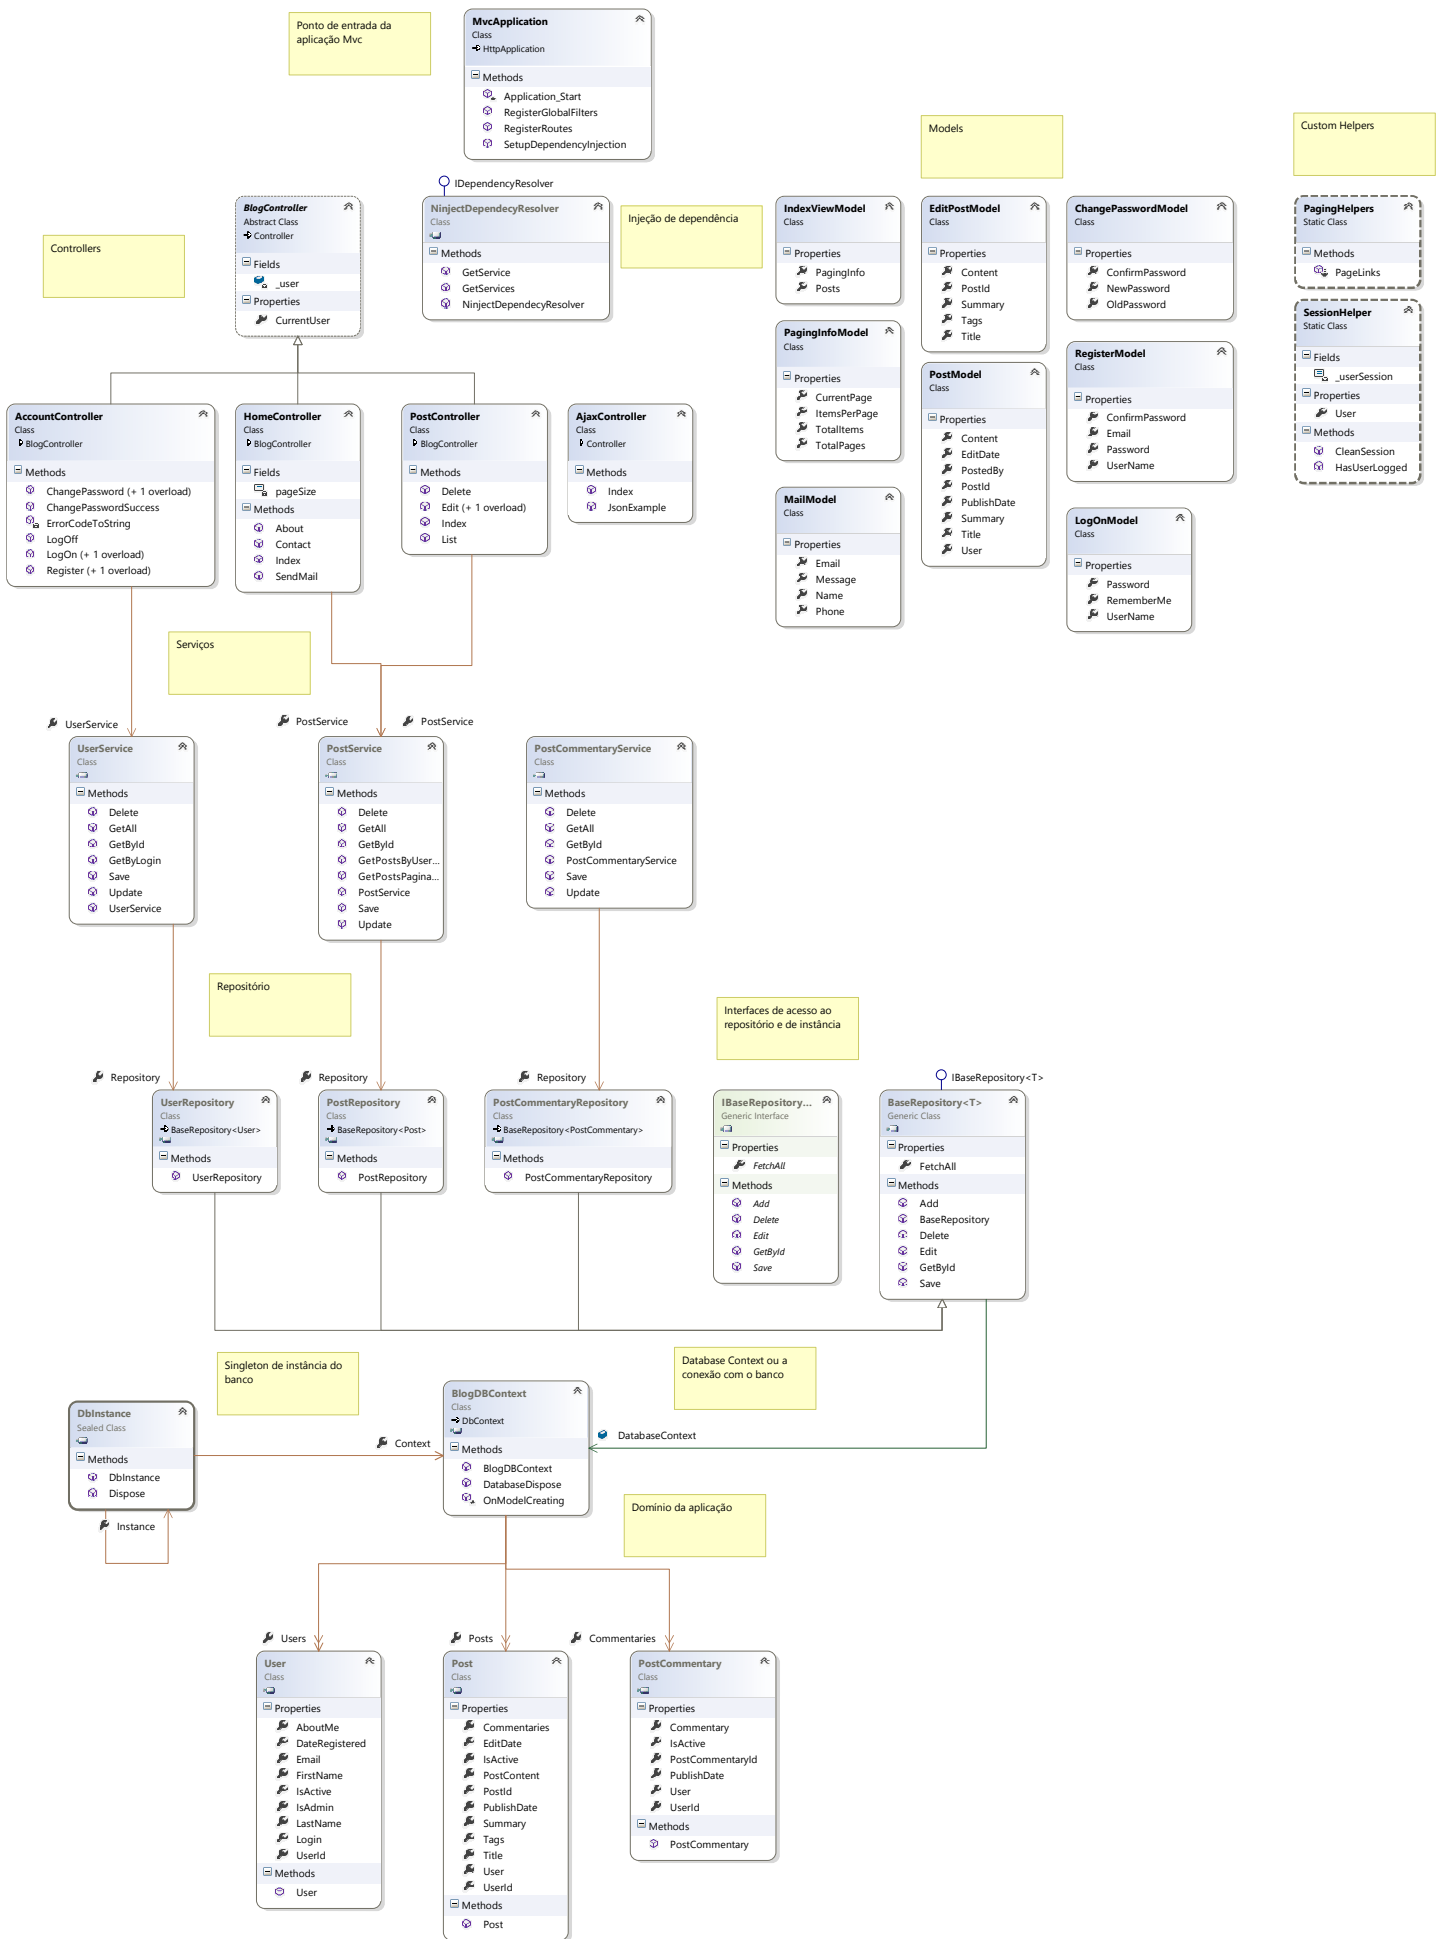 Ponto de entrada da
aplicação Mvc
MvcApplication
Class
HttpApplication
Methods
Application_Start
RegisterGlobalFilters
RegisterRoutes
SetupDependencyInjection
Models
Custom Helpers
Controllers
BlogController
Abstract Class
Controller
Fields
_user
Properties
CurrentUser
IDependencyResolver
NinjectDependecyResolver
Class
Methods
GetService
GetServices
NinjectDependecyResolver
Injeção de dependência
IndexViewModel
Class
Properties
PagingInfo
Posts
EditPostModel
Class
Properties
Content
PostId
Summary
Tags
Title
ChangePasswordModel
Class
Properties
ConfirmPassword
NewPassword
OldPassword
PagingHelpers
Static Class
Methods
PageLinks
SessionHelper
Static Class
Fields
_userSession
Properties
User
Methods
CleanSession
HasUserLogged
PagingInfoModel
Class
Properties
CurrentPage
ItemsPerPage
TotalItems
TotalPages
PostModel
Class
Properties
Content
EditDate
PostedBy
PostId
PublishDate
Summary
Title
User
RegisterModel
Class
Properties
ConfirmPassword
Email
Password
UserName
AccountController
Class
BlogController
Methods
ChangePassword (+ 1 overload)
ChangePasswordSuccess
ErrorCodeToString
LogOff
LogOn (+ 1 overload)
Register (+ 1 overload)
HomeController
Class
BlogController
Fields
pageSize
Methods
About
Contact
Index
SendMail
PostController
Class
BlogController
Methods
Delete
Edit (+ 1 overload)
Index
List
AjaxController
Class
Controller
Methods
Index
JsonExample
MailModel
Class
Properties
Email
Message
Name
Phone
LogOnModel
Class
Properties
Password
RememberMe
UserName
Serviços
UserService
PostService
PostService
UserService
Class
Methods
Delete
GetAll
GetById
GetByLogin
Save
Update
UserService
PostService
Class
Methods
Delete
GetAll
GetById
GetPostsByUser...
GetPostsPagina...
PostService
Save
Update
PostCommentaryService
Class
Methods
Delete
GetAll
GetById
PostCommentaryService
Save
Update
Repositório
Interfaces de acesso ao
repositório e de instância
Repository
Repository
Repository
IBaseRepository<T>
UserRepository
Class
BaseRepository<User>
Methods
UserRepository
PostRepository
Class
BaseRepository<Post>
Methods
PostRepository
PostCommentaryRepository
Class
BaseRepository<PostCommentary>
Methods
PostCommentaryRepository
IBaseRepository...
Generic Interface
Properties
FetchAll
Methods
Add
Delete
Edit
GetById
Save
BaseRepository<T>
Generic Class
Properties
FetchAll
Methods
Add
BaseRepository
Delete
Edit
GetById
Save
Singleton de instância do
banco
Database Context ou a
conexão com o banco
DbInstance
Sealed Class
Methods
DbInstance
Dispose
Instance
Context
BlogDBContext
Class
DbContext
Methods
BlogDBContext
DatabaseDispose
OnModelCreating
DatabaseContext
Domínio da aplicação
Users
Posts
Commentaries
User
Class
Properties
AboutMe
DateRegistered
Email
FirstName
IsActive
IsAdmin
LastName
Login
UserId
Methods
User
Post
Class
Properties
Commentaries
EditDate
IsActive
PostContent
PostId
PublishDate
Summary
Tags
Title
User
UserId
Methods
Post
PostCommentary
Class
Properties
Commentary
IsActive
PostCommentaryId
PublishDate
User
UserId
Methods
PostCommentary